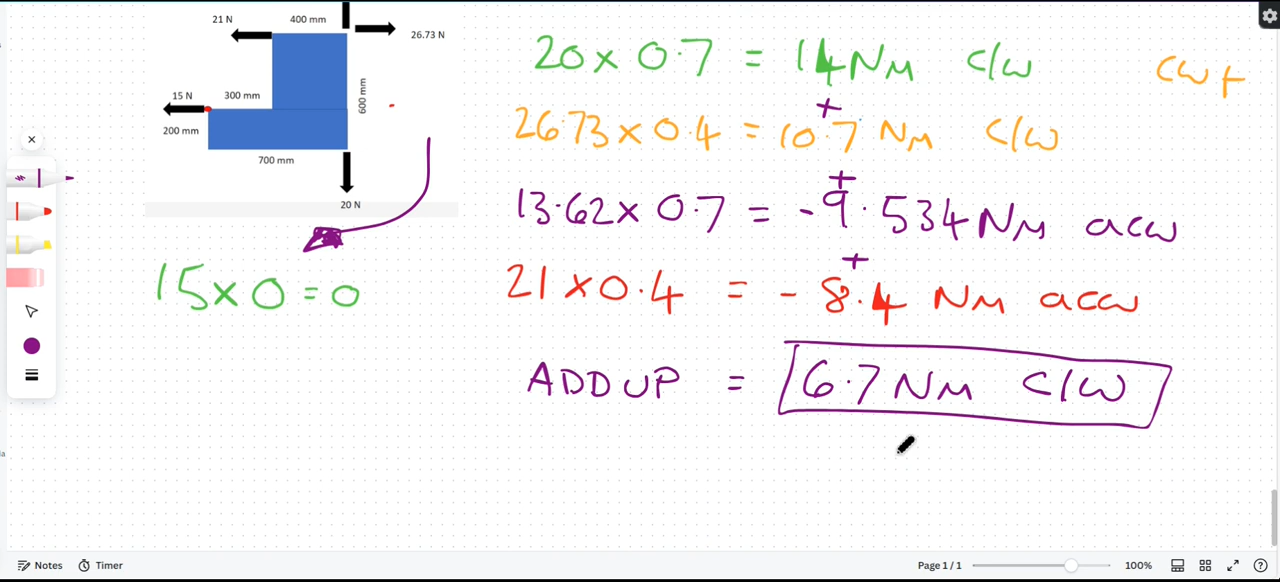 21 N
400 mm
26.73 N
15 N
300 mm
600 mm
200 mm
700 mm
20 N
15 x 0 = 0
20 x 0.7 = 14 NM c/w
cw +
26.73 x 0.4 = 10.7 NM c/w
+
13.62 x 0.7 = - 9.534 NM acw
+
21 x 0.4 = - 8.4 NM acw
+
ADD UP = 6.7 NM c/w
Notes
Timer
Page 1 / 1
100%